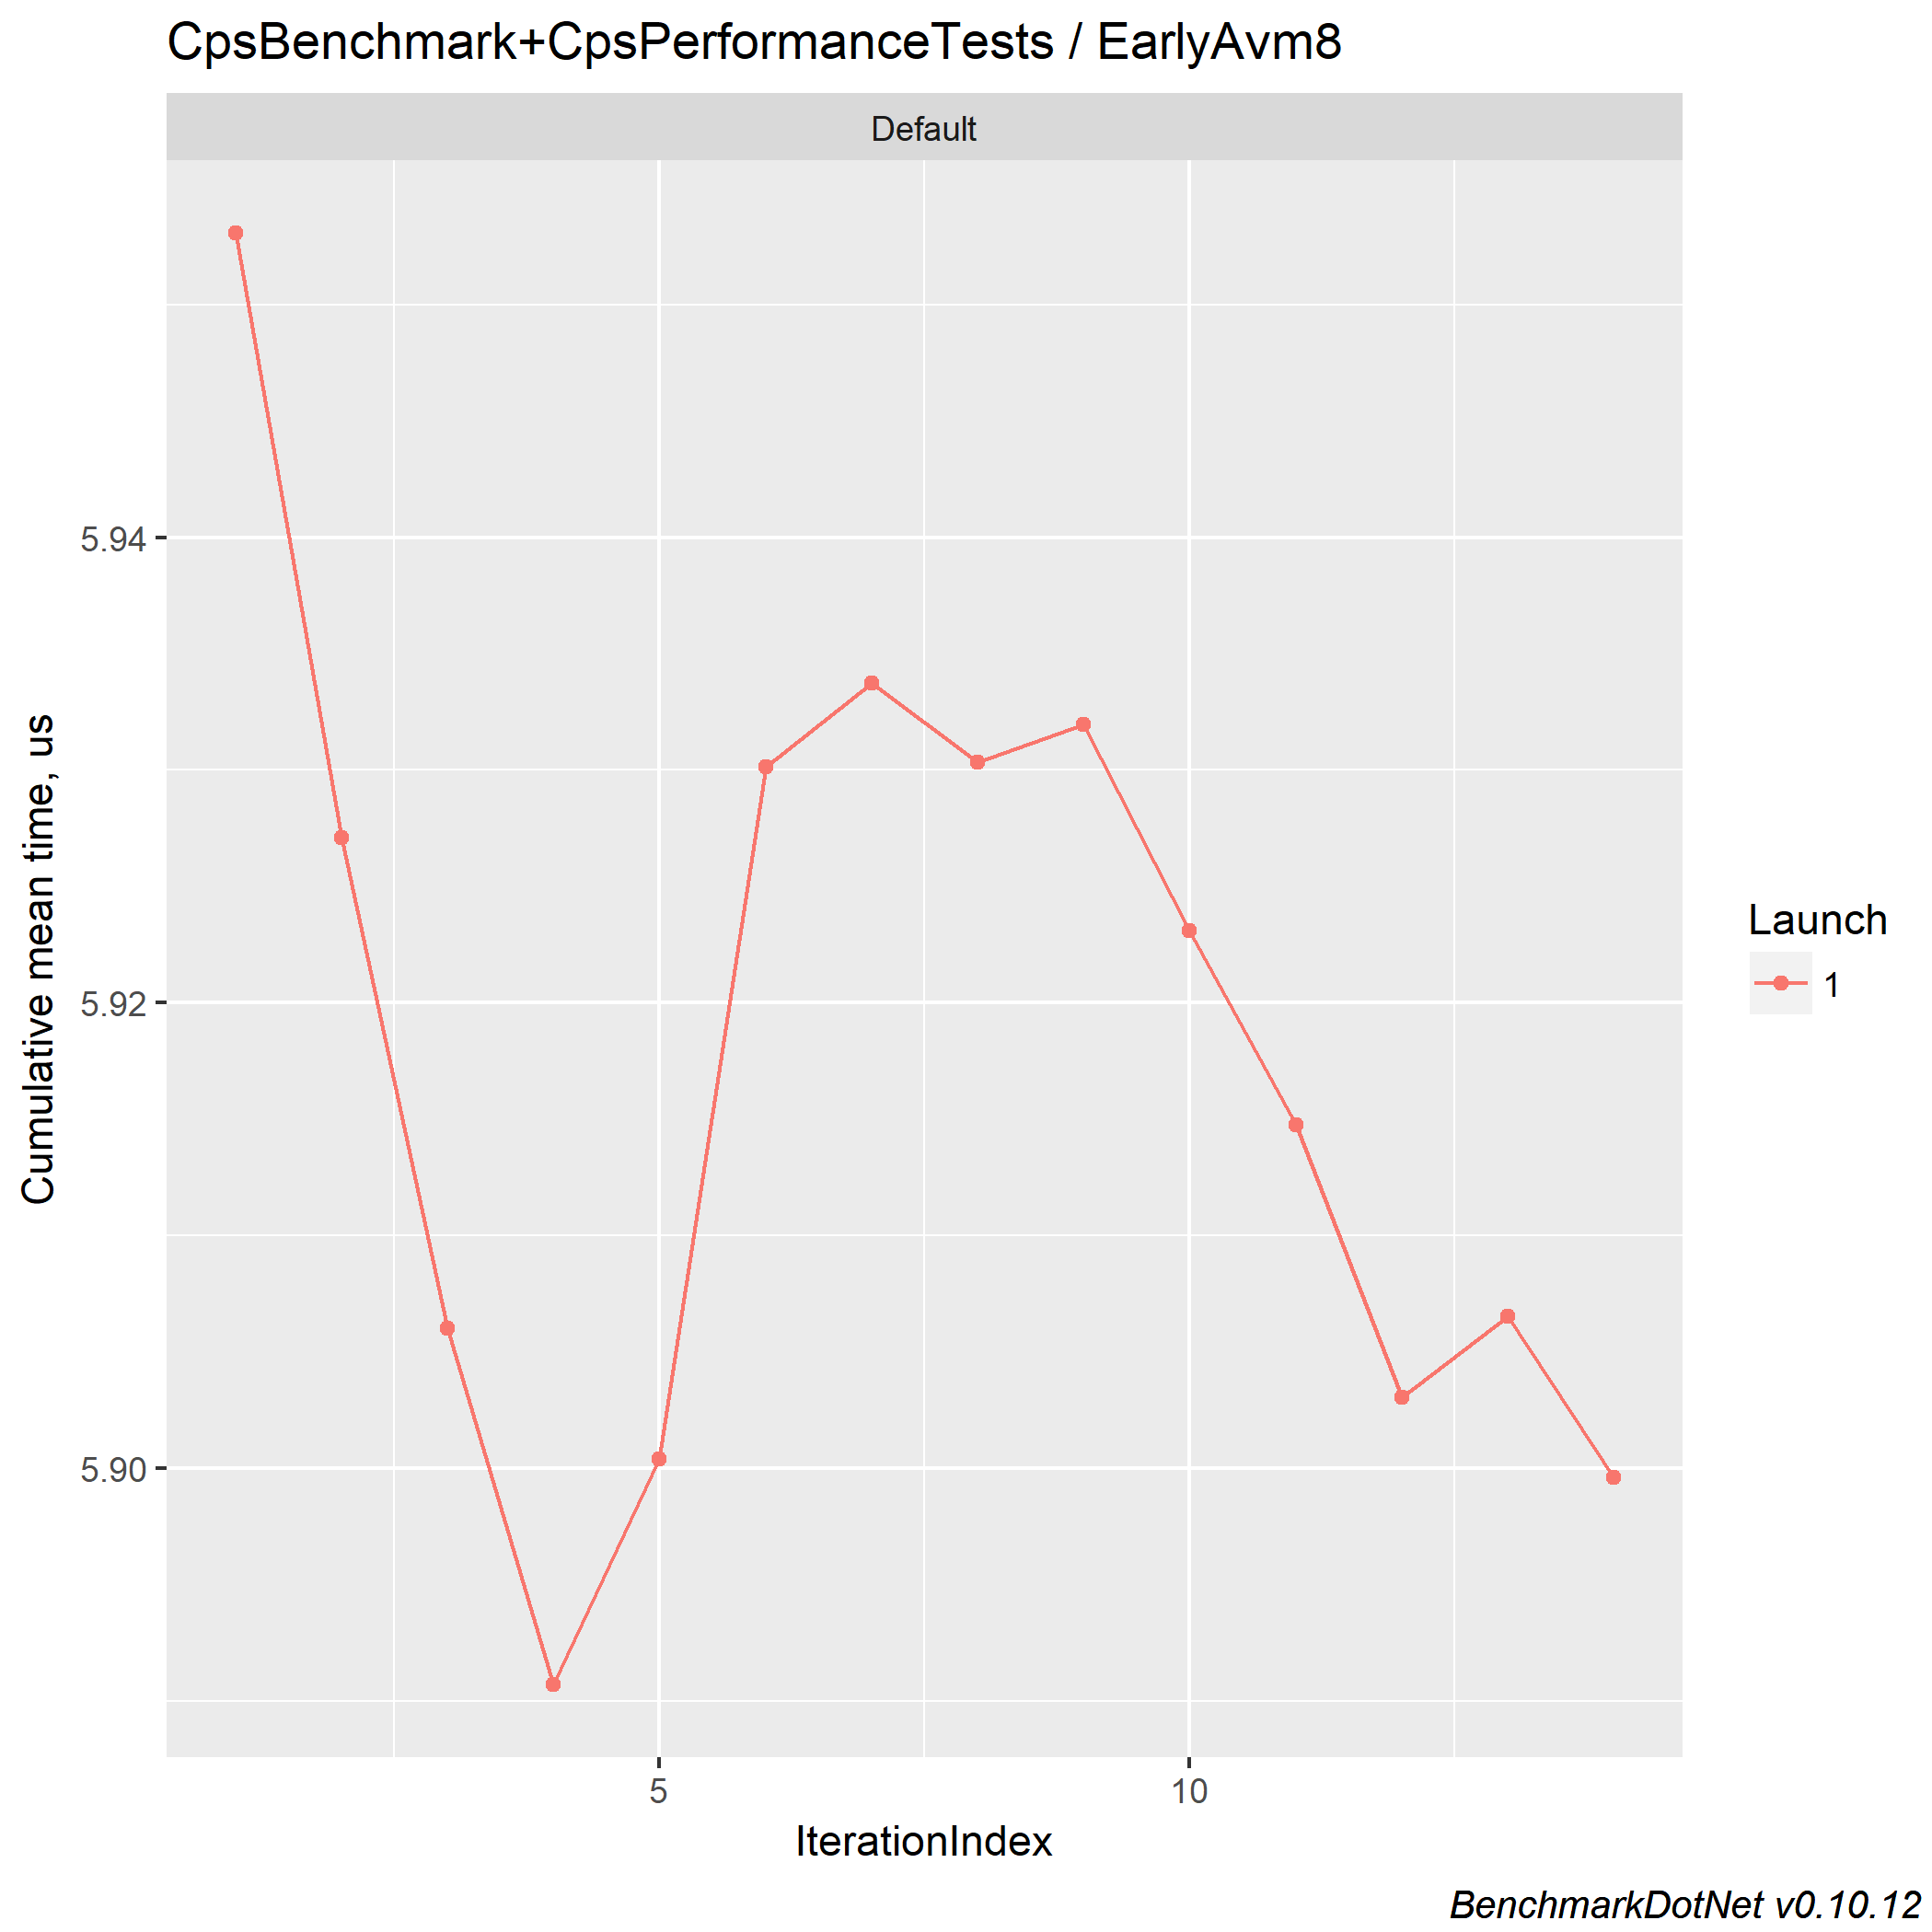 CpsBenchmark+CpsPerformanceTests / EarlyAvm8
Default
Cumulative mean time, us
5.94
5.92
5.90
5
10
IterationIndex
Launch
1
BenchmarkDotNet v0.10.12